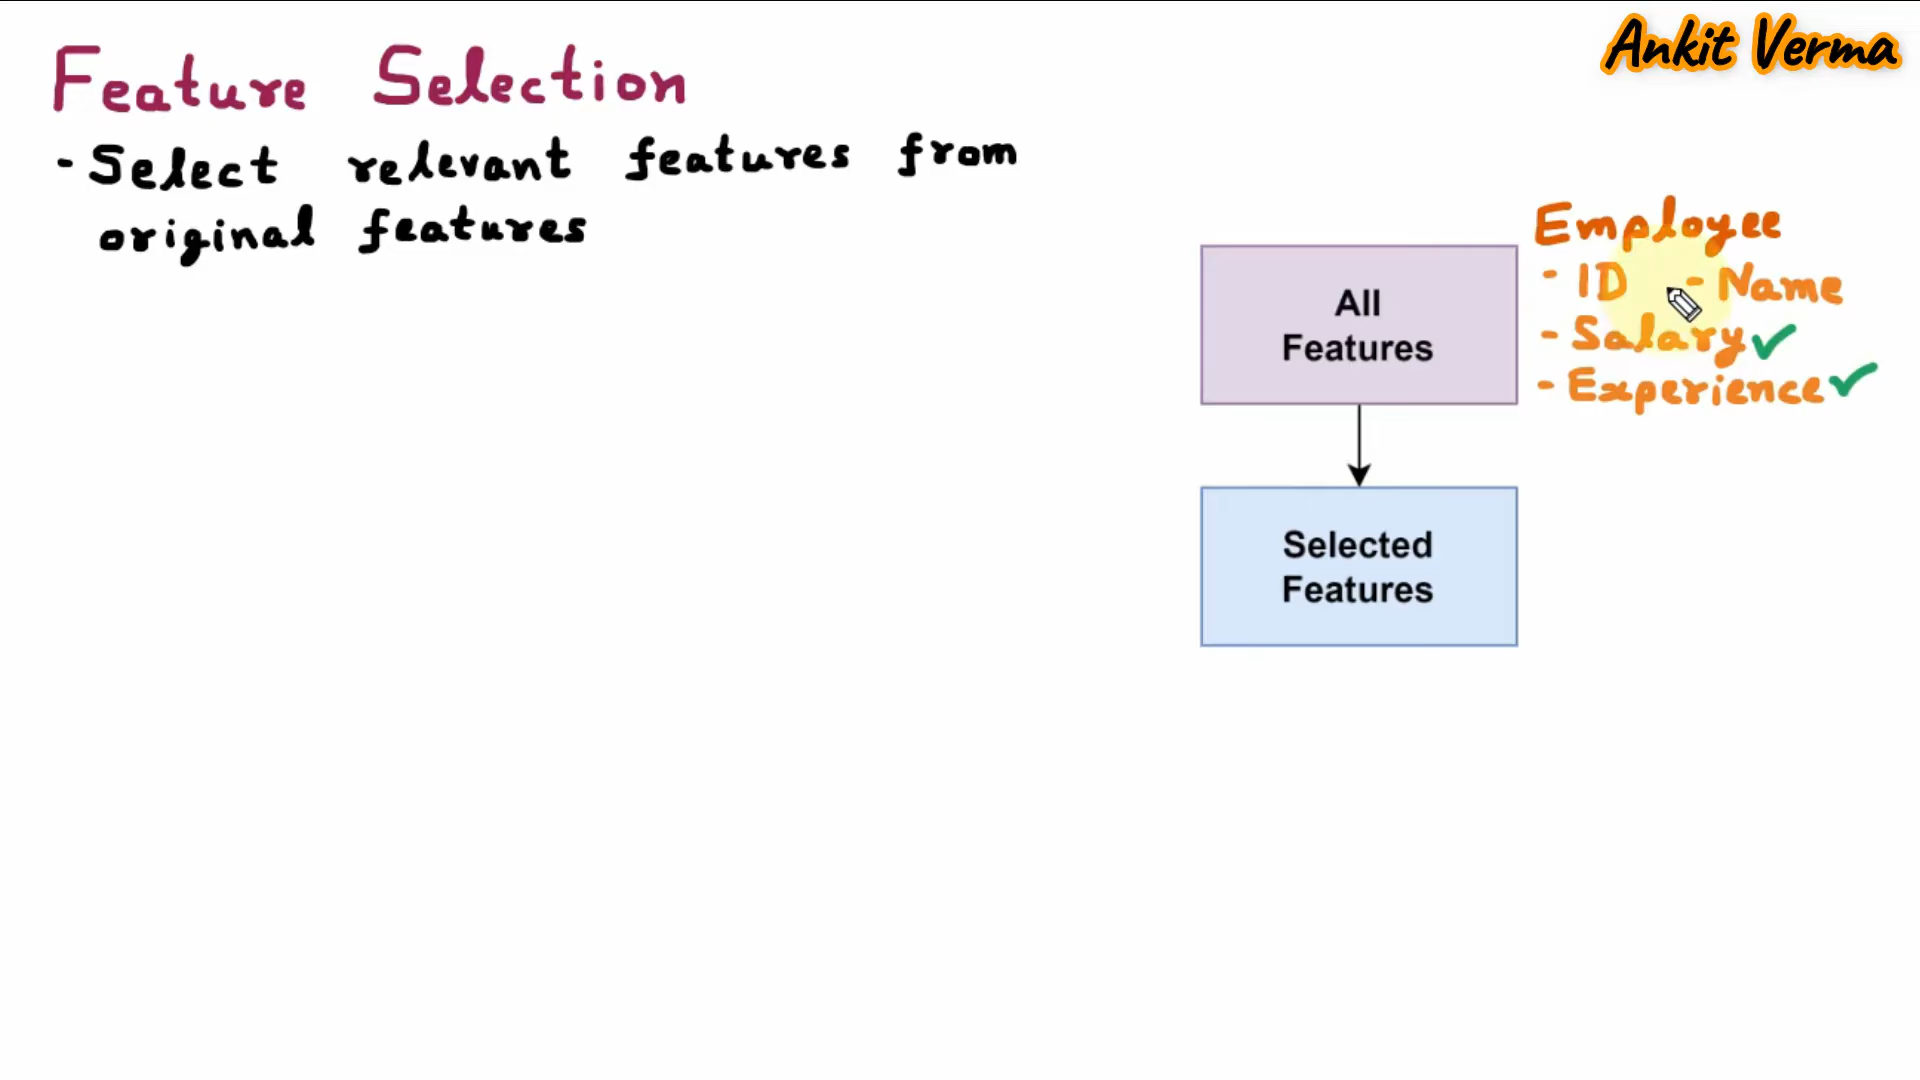 Ankit Verma
Feature Selection
- Select relevant features from
original features
Employee
- ID - Name
- Salary ✓
- Experience ✓
All
Features
Selected
Features